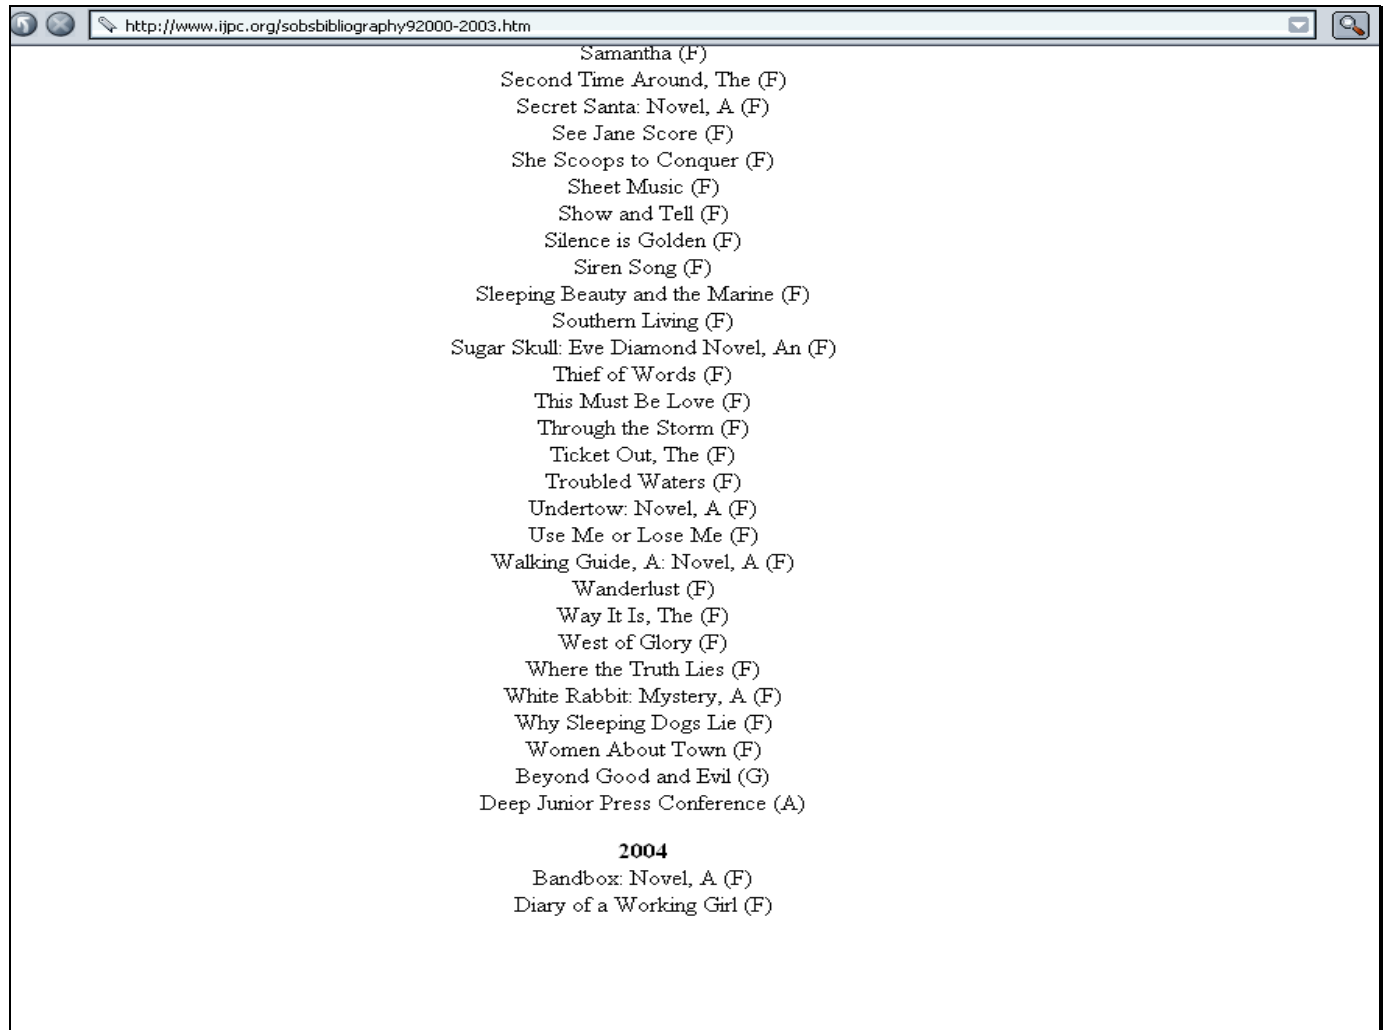 http://www.ijpc.org/sobsbibliography92000-2003.htm
Samantha (F)
Second Time Around, The (F)
Secret Santa: Novel, A (F)
See Jane Score (F)
She Scoops to Conquer (F)
Sheet Music (F)
Show and Tell (F)
Silence is Golden (F)
Siren Song (F)
Sleeping Beauty and the Marine (F)
Southern Living (F)
Sugar Skull: Eve Diamond Novel, An (F)
Thief of Words (F)
This Must Be Love (F)
Through the Storm (F)
Ticket Out, The (F)
Troubled Waters (F)
Undertow: Novel, A (F)
Use Me or Lose Me (F)
Walking Guide, A: Novel, A (F)
Wanderlust (F)
Way It Is, The (F)
West of Glory (F)
Where the Truth Lies (F)
White Rabbit: Mystery, A (F)
Why Sleeping Dogs Lie (F)
Women About Town (F)
Beyond Good and Evil (G)
Deep Junior Press Conference (A)
2004
Bandbox: Novel, A (F)
Diary of a Working Girl (F)